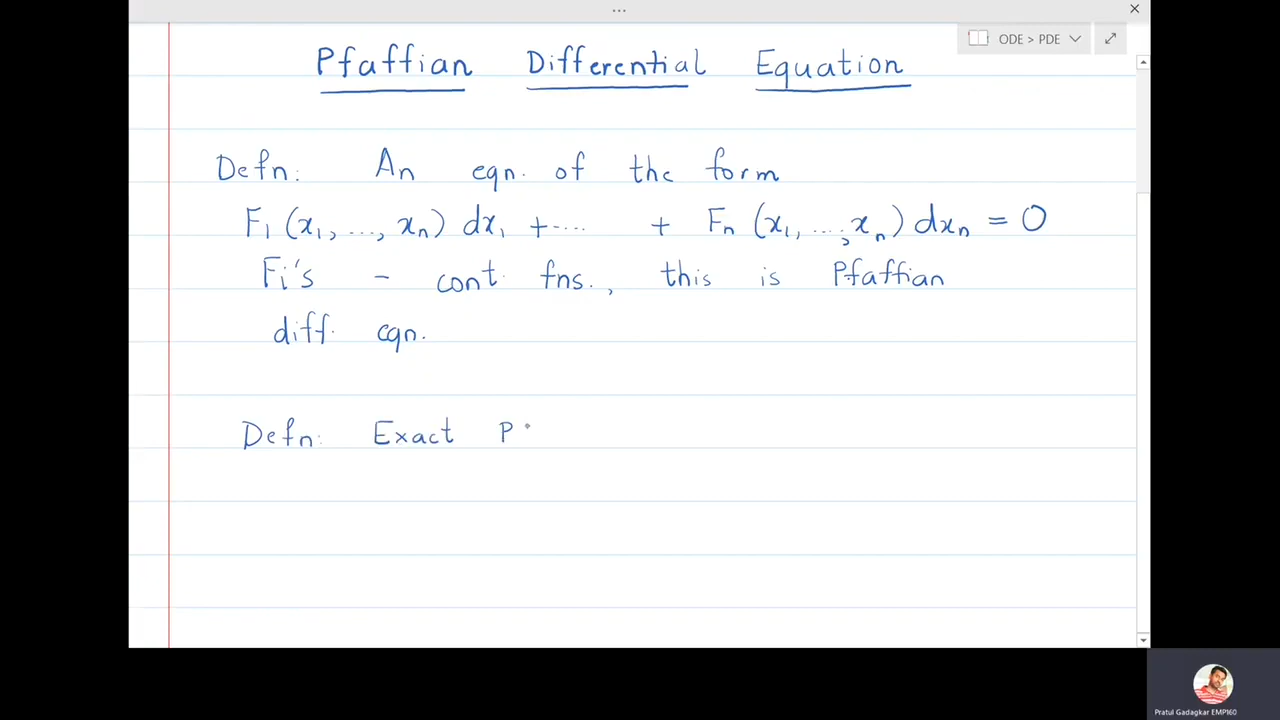 ODE > PDE
Pfaffian Differential Equation
Defn: An eqn. of the form
F₁ (x₁, ..., xₙ) dx₁ + .... + Fₙ (x₁, ..., xₙ) dxₙ = 0
Fi's - cont. fns., this is Pfaffian
diff. eqn.
Defn: Exact P
Pratul Gadagkar EMP160